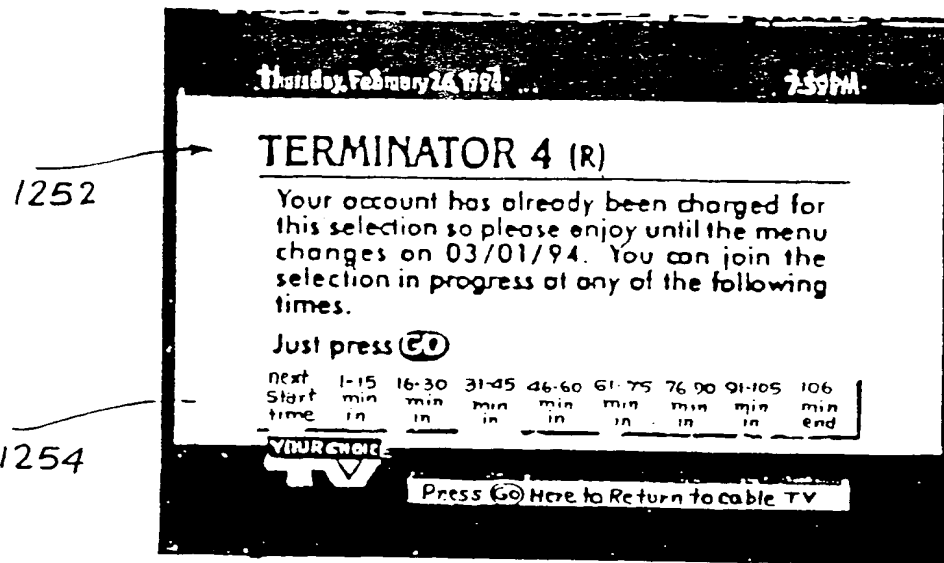 Thursday, February 26, 1994 7:59PM
TERMINATOR 4 (R)
1252
Your account has already been charged for
this selection so please enjoy until the menu
changes on 03/01/94. You can join the
selection in progress at any of the following
times.
Just press GO
next 1-15 16-30 31-45 46-60 61-75 76-90 91-105 106
start min min min min min min min min
time in in in in in in in end
1254
YOUR CHOICE
TV
Press GO Here to Return to cable TV